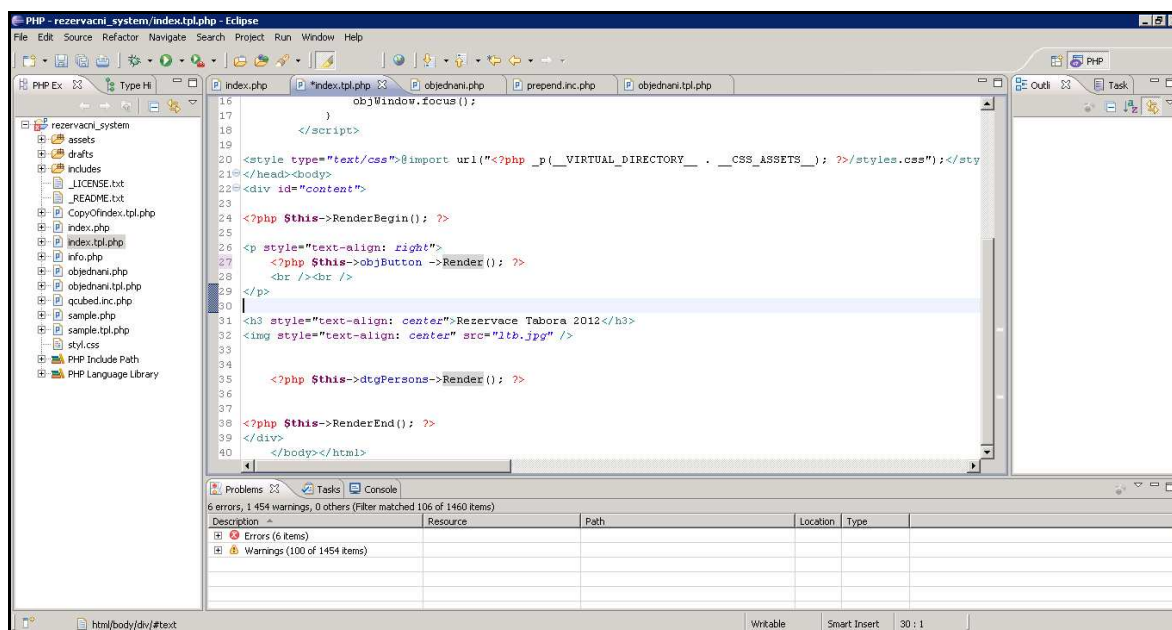 PHP - rezervacni_system/index.tpl.php - Eclipse
File Edit Source Refactor Navigate Search Project Run Window Help
PHP
PHP Ex Type Hi
index.php *index.tpl.php objednani.php prepend.inc.php objednani.tpl.php
Outli Task
rezervacni_system
assets
drafts
includes
_LICENSE.txt
_README.txt
CopyOfindex.tpl.php
index.php
index.tpl.php
info.php
objednani.php
objednani.tpl.php
qcubed.inc.php
sample.php
sample.tpl.php
styl.css
PHP Include Path
PHP Language Library
16 objWindow.focus();
17 }
18 </script>
19
20 <style type="text/css">@import url("<?php _p(__VIRTUAL_DIRECTORY__ . __CSS_ASSETS__); ?>/styles.css");</sty
21 </head><body>
22 <div id="content">
23
24 <?php $this->RenderBegin(); ?>
25
26 <p style="text-align: right">
27 <?php $this->objButton ->Render(); ?>
28 <br /><br />
29 </p>
30
31 <h3 style="text-align: center">Rezervace Tabora 2012</h3>
32 <img style="text-align: center" src="ltb.jpg" />
33
34
35 <?php $this->dtgPersons->Render(); ?>
36
37
38 <?php $this->RenderEnd(); ?>
39 </div>
40 </body></html>
Problems Tasks Console
6 errors, 1 454 warnings, 0 others (Filter matched 106 of 1460 items)
Description Resource Path Location Type
Errors (6 items)
Warnings (100 of 1454 items)
html/body/div/#text Writable Smart Insert 30 : 1